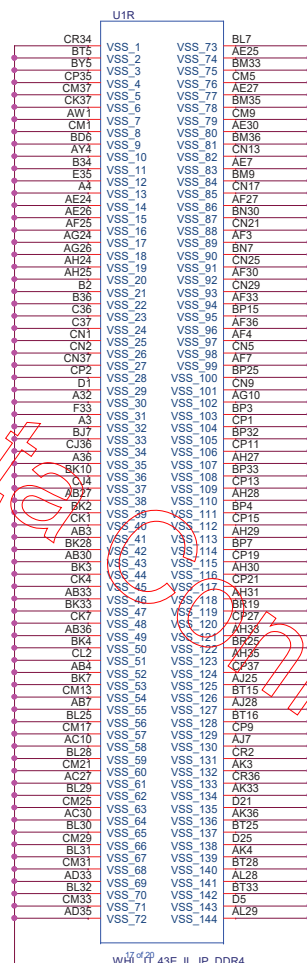 U1R
CR34 VSS_1 VSS_73 BL7
BT5 VSS_2 VSS_74 AE25
BY5 VSS_3 VSS_75 BM33
CP35 VSS_4 VSS_76 CM5
CM37 VSS_5 VSS_77 AE27
CK37 VSS_6 VSS_78 BM35
AW1 VSS_7 VSS_79 CM9
CM1 VSS_8 VSS_80 AE30
BD6 VSS_9 VSS_81 BM36
AY4 VSS_10 VSS_82 CN13
B34 VSS_11 VSS_83 AE7
E35 VSS_12 VSS_84 BM9
A4 VSS_13 VSS_85 CN17
AE24 VSS_14 VSS_86 AF27
AE26 VSS_15 VSS_87 BN30
AF25 VSS_16 VSS_88 CN21
AG24 VSS_17 VSS_89 AF3
AG26 VSS_18 VSS_90 BN7
AH24 VSS_19 VSS_91 CN25
AH25 VSS_20 VSS_92 AF30
B2 VSS_21 VSS_93 CN29
B36 VSS_22 VSS_94 AF33
C36 VSS_23 VSS_95 BP15
C37 VSS_24 VSS_96 AF36
CN1 VSS_25 VSS_97 AF4
CN2 VSS_26 VSS_98 CN5
CN37 VSS_27 VSS_99 AF7
CP2 VSS_28 VSS_100 BP25
D1 VSS_29 VSS_101 CN9
A32 VSS_30 VSS_102 AG10
F33 VSS_31 VSS_103 BP3
A3 VSS_32 VSS_104 CP1
BJ7 VSS_33 VSS_105 BP32
CJ36 VSS_34 VSS_106 CP11
A36 VSS_35 VSS_107 AH27
BK10 VSS_36 VSS_108 BP33
CJ4 VSS_37 VSS_109 CP13
AB27 VSS_38 VSS_110 AH28
BK2 VSS_39 VSS_111 BP4
CK1 VSS_40 VSS_112 CP15
AB3 VSS_41 VSS_113 AH29
BK28 VSS_42 VSS_114 BP7
AB30 VSS_43 VSS_115 CP19
BK3 VSS_44 VSS_116 AH30
CK4 VSS_45 VSS_117 CP21
AB33 VSS_46 VSS_118 AH31
BK33 VSS_47 VSS_119 BR19
CK7 VSS_48 VSS_120 CP27
AB36 VSS_49 VSS_121 AH33
BK4 VSS_50 VSS_122 BR25
CL2 VSS_51 VSS_123 AH35
AB4 VSS_52 VSS_124 CP37
BK7 VSS_53 VSS_125 AJ25
CM13 VSS_54 VSS_126 BT15
AB7 VSS_55 VSS_127 AJ28
BL25 VSS_56 VSS_128 BT16
CM17 VSS_57 VSS_129 CP9
AC10 VSS_58 VSS_130 AJ7
BL28 VSS_59 VSS_131 CR2
CM21 VSS_60 VSS_132 AK3
AC27 VSS_61 VSS_133 CR36
BL29 VSS_62 VSS_134 AK33
CM25 VSS_63 VSS_135 D21
AC30 VSS_64 VSS_136 AK36
BL30 VSS_65 VSS_137 BT25
CM29 VSS_66 VSS_138 D25
BL31 VSS_67 VSS_139 AK4
CM31 VSS_68 VSS_140 BT28
AD33 VSS_69 VSS_141 AL28
BL32 VSS_70 VSS_142 BT33
CM33 VSS_71 VSS_143 D5
AD35 VSS_72 VSS_144 AL29
17 of 20